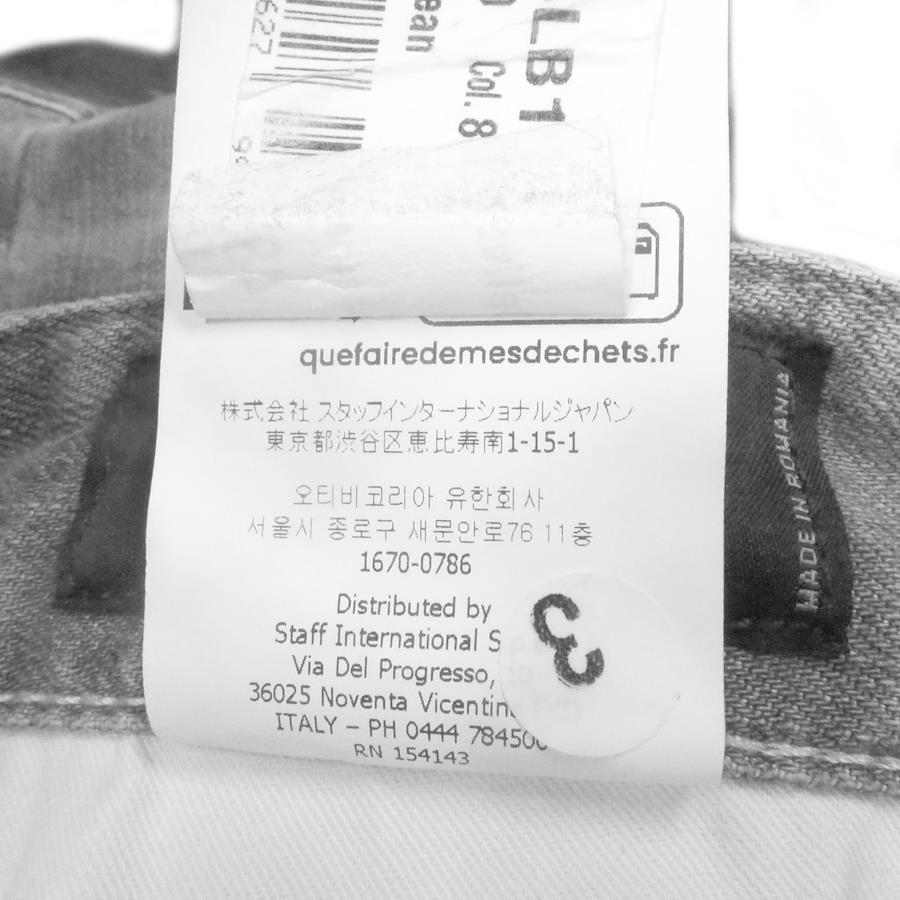 627
ean
Col. 8
LB1
quefairedemesdechets.fr
株式会社 スタッフインターナショナルジャパン
東京都渋谷区恵比寿南1-15-1
오티비코리아 유한회사
서울시 종로구 새문안로76 11층
1670-0786
Distributed by
Staff International S
Via Del Progresso,
36025 Noventa Vicentin
ITALY – PH 0444 784500
RN 154143
3
MADE IN ROMANIA